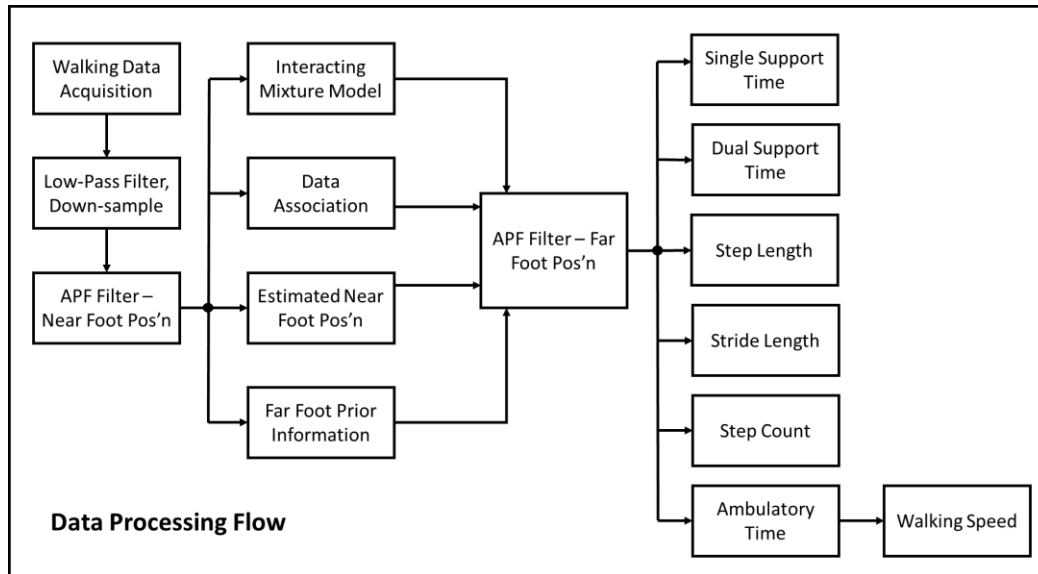 Walking Data
Acquisition
Low-Pass Filter,
Down-sample
APF Filter –
Near Foot Pos'n
Interacting
Mixture Model
Data
Association
Estimated Near
Foot Pos'n
Far Foot Prior
Information
APF Filter – Far
Foot Pos'n
Single Support
Time
Dual Support
Time
Step Length
Stride Length
Step Count
Ambulatory
Time
Walking Speed
Data Processing Flow